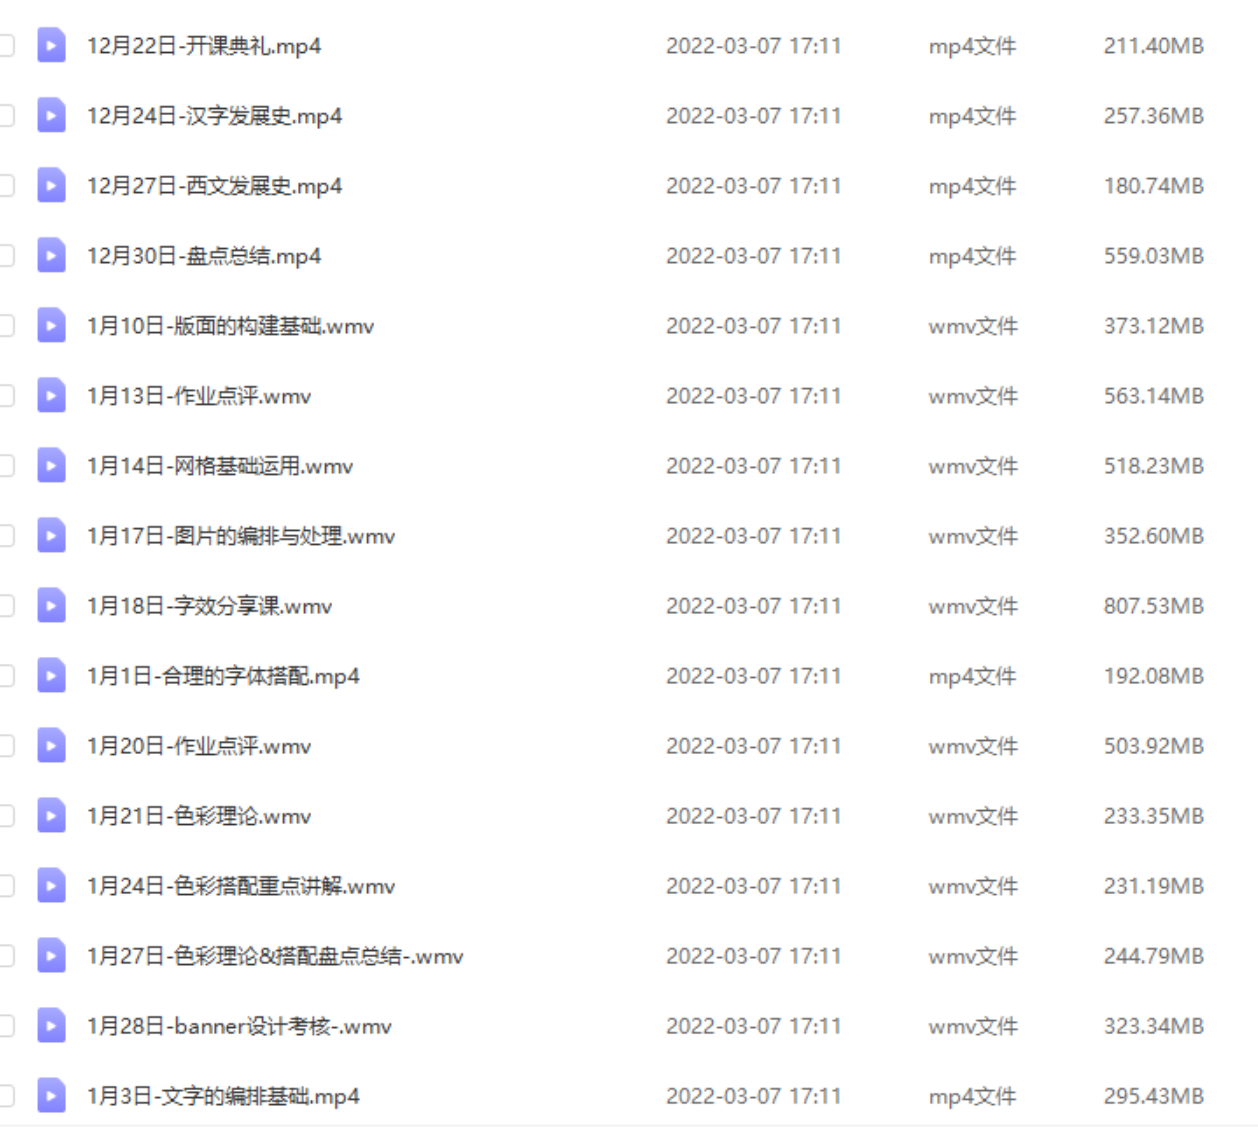 12月22日-开课典礼.mp4 2022-03-07 17:11 mp4文件 211.40MB
12月24日-汉字发展史.mp4 2022-03-07 17:11 mp4文件 257.36MB
12月27日-西文发展史.mp4 2022-03-07 17:11 mp4文件 180.74MB
12月30日-盘点总结.mp4 2022-03-07 17:11 mp4文件 559.03MB
1月10日-版面的构建基础.wmv 2022-03-07 17:11 wmv文件 373.12MB
1月13日-作业点评.wmv 2022-03-07 17:11 wmv文件 563.14MB
1月14日-网格基础运用.wmv 2022-03-07 17:11 wmv文件 518.23MB
1月17日-图片的编排与处理.wmv 2022-03-07 17:11 wmv文件 352.60MB
1月18日-字效分享课.wmv 2022-03-07 17:11 wmv文件 807.53MB
1月1日-合理的字体搭配.mp4 2022-03-07 17:11 mp4文件 192.08MB
1月20日-作业点评.wmv 2022-03-07 17:11 wmv文件 503.92MB
1月21日-色彩理论.wmv 2022-03-07 17:11 wmv文件 233.35MB
1月24日-色彩搭配重点讲解.wmv 2022-03-07 17:11 wmv文件 231.19MB
1月27日-色彩理论&搭配盘点总结-.wmv 2022-03-07 17:11 wmv文件 244.79MB
1月28日-banner设计考核-.wmv 2022-03-07 17:11 wmv文件 323.34MB
1月3日-文字的编排基础.mp4 2022-03-07 17:11 mp4文件 295.43MB